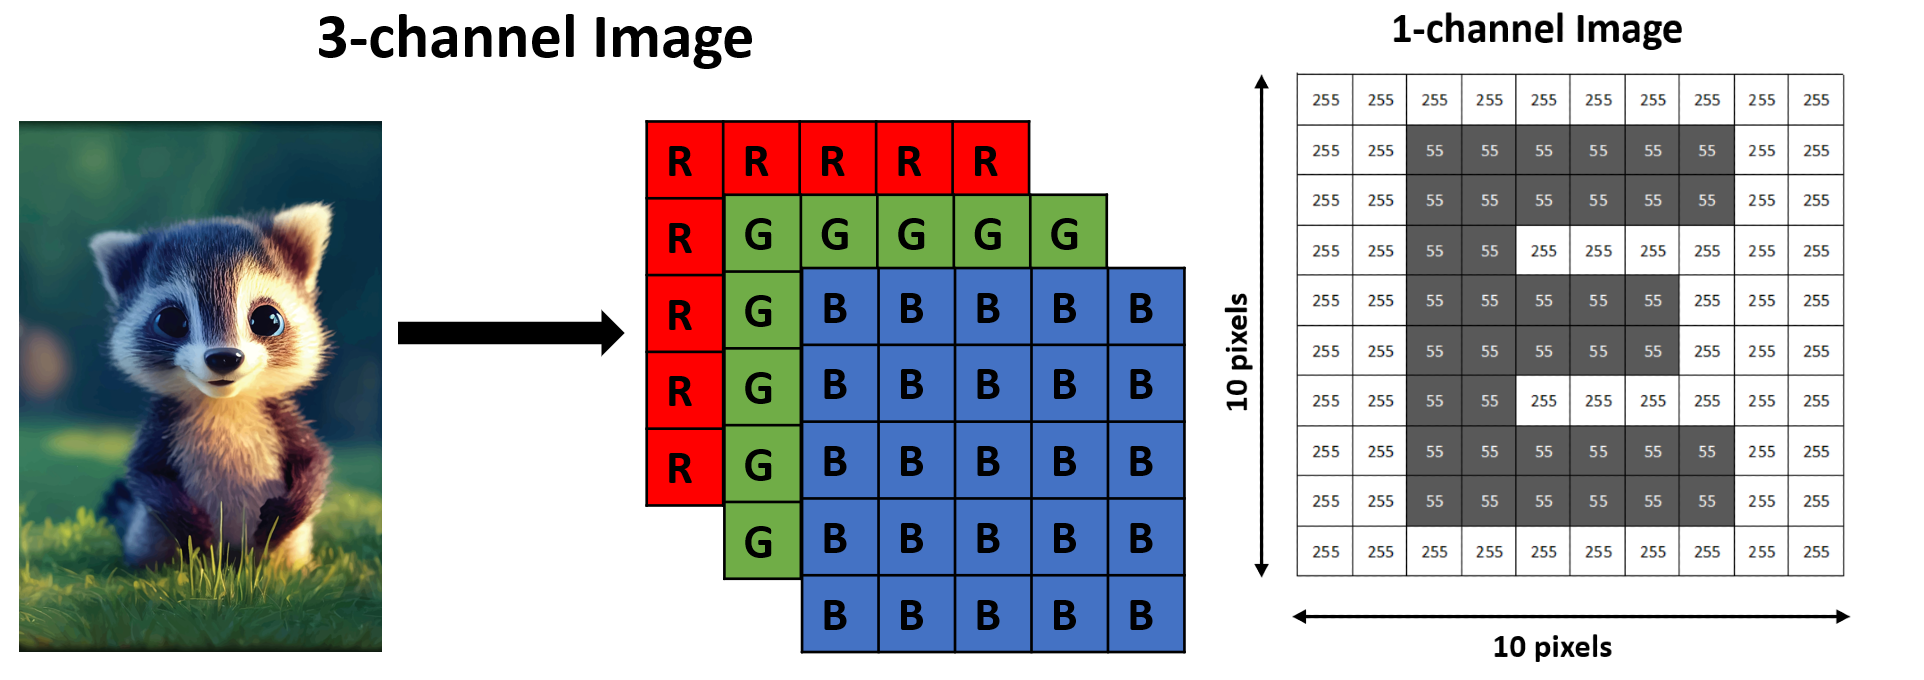 3-channel Image
R R R R R
R G G G G G
R G B B B B B
R G B B B B B
R G B B B B B
G B B B B B
B B B B B
1-channel Image
10 pixels
255 255 255 255 255 255 255 255 255 255
255 255 55 55 55 55 55 55 255 255
255 255 55 55 55 55 55 55 255 255
255 255 55 55 255 255 255 255 255 255
255 255 55 55 55 55 55 255 255 255
255 255 55 55 55 55 55 255 255 255
255 255 55 55 255 255 255 255 255 255
255 255 55 55 55 55 55 55 255 255
255 255 55 55 55 55 55 55 255 255
255 255 255 255 255 255 255 255 255 255
10 pixels